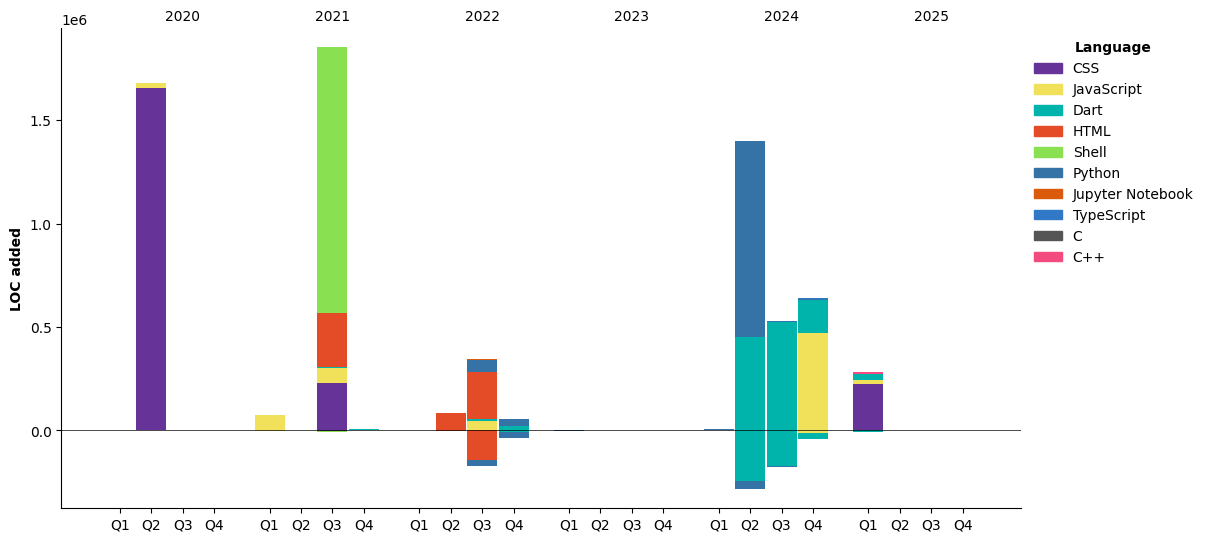 1e6
2020 2021 2022 2023 2024 2025
Language
CSS
JavaScript
Dart
HTML
Shell
Python
Jupyter Notebook
TypeScript
C
C++
LOC added
1.5
1.0
0.5
0.0
Q1 Q2 Q3 Q4 Q1 Q2 Q3 Q4 Q1 Q2 Q3 Q4 Q1 Q2 Q3 Q4 Q1 Q2 Q3 Q4 Q1 Q2 Q3 Q4